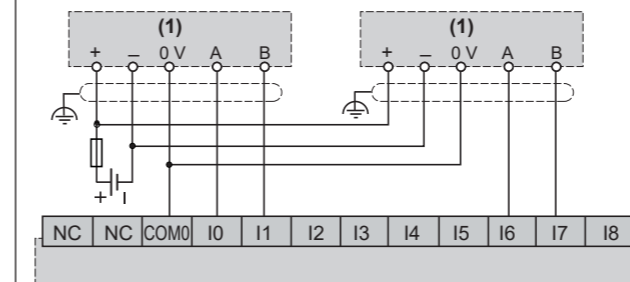 (1) (1)
+ – 0 V A B + – 0 V A B
+ I
NC NC COM0 I0 I1 I2 I3 I4 I5 I6 I7 I8